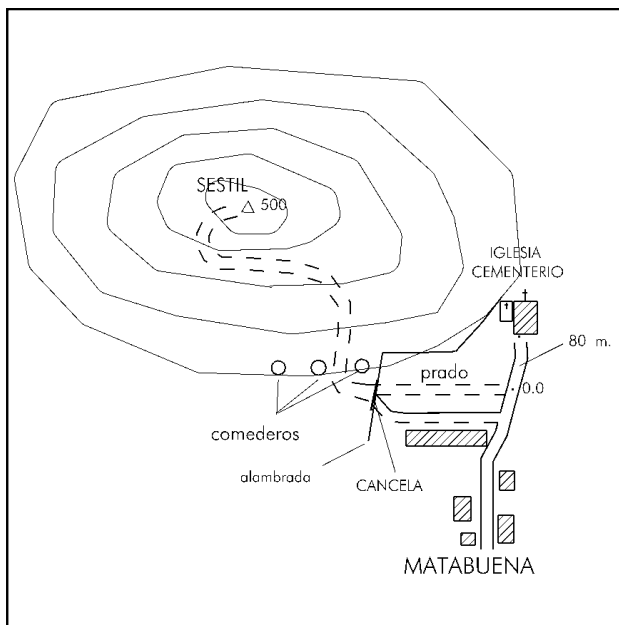 SESTIL
500
IGLESIA
CEMENTERIO
80 m.
prado
0.0
comederos
alambrada
CANCELA
MATABUENA